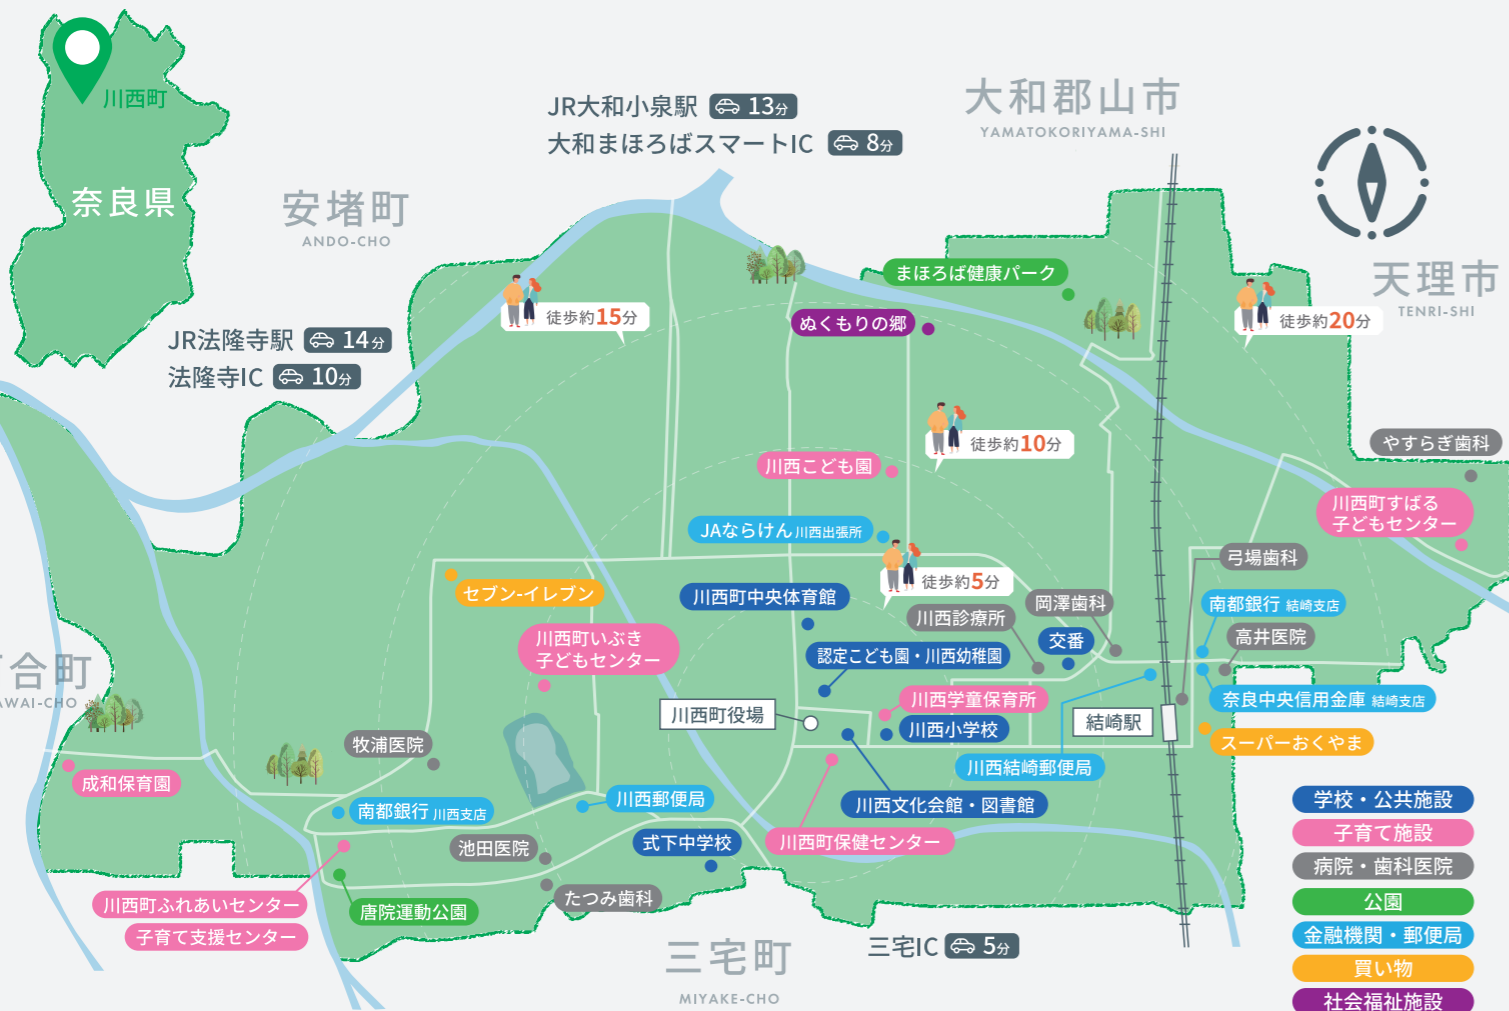 川西町
奈良県
JR大和小泉駅 13分
大和まほろばスマートIC 8分
大和郡山市
YAMATOKORIYAMA-SHI
安堵町
ANDO-CHO
天理市
TENRI-SHI
JR法隆寺駅 14分
法隆寺IC 10分
まほろば健康パーク
ぬくもりの郷
徒歩約15分
徒歩約20分
徒歩約10分
やすらぎ歯科
川西こども園
川西町すばる
子どもセンター
JAならけん 川西出張所
弓場歯科
徒歩約5分
セブン-イレブン
川西町中央体育館
岡澤歯科
南都銀行 結崎支店
川西診療所
高井医院
川西町いぶき
子どもセンター
交番
認定こども園・川西幼稚園
合町
AWAI-CHO
川西学童保育所
奈良中央信用金庫 結崎支店
川西町役場
川西小学校
結崎駅
スーパーおくやま
牧浦医院
川西結崎郵便局
成和保育園
川西郵便局
川西文化会館・図書館
南都銀行 川西支店
池田医院
式下中学校
川西町保健センター
たつみ歯科
川西町ふれあいセンター
唐院運動公園
子育て支援センター
三宅町
MIYAKE-CHO
三宅IC 5分
学校・公共施設
子育て施設
病院・歯科医院
公園
金融機関・郵便局
買い物
社会福祉施設